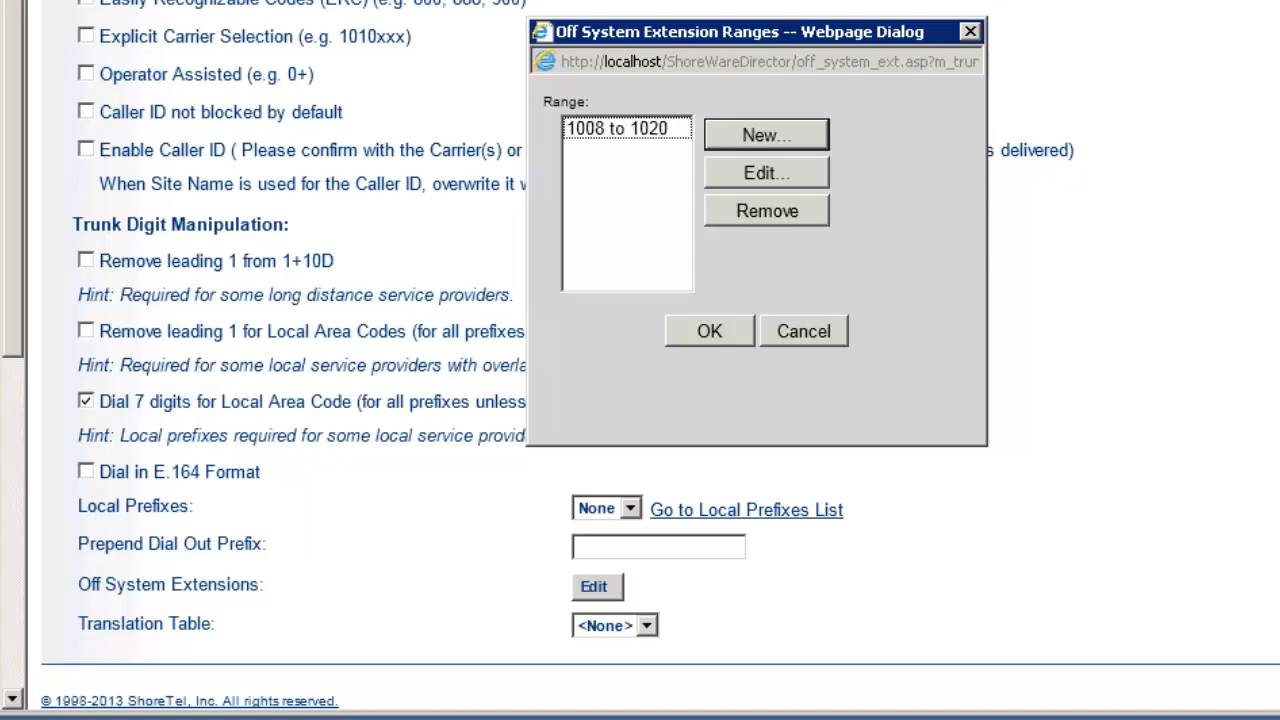 Explicit Carrier Selection (e.g. 1010xxx)
Operator Assisted (e.g. 0+)
Caller ID not blocked by default
Enable Caller ID ( Please confirm with the Carrier(s) or
s delivered)
When Site Name is used for the Caller ID, overwrite it
Trunk Digit Manipulation:
Remove leading 1 from 1+10D
Hint: Required for some long distance service providers.
Remove leading 1 for Local Area Codes (for all prefixes
Hint: Required for some local service providers with
Dial 7 digits for Local Area Code (for all prefixes unless
Hint: Local prefixes required for some local service
Dial in E.164 Format
Local Prefixes:
None
Go to Local Prefixes List
Prepend Dial Out Prefix:
Off System Extensions:
Edit
Translation Table:
<None>
© 1998-2013 ShoreTel, Inc. All rights reserved.
Off System Extension Ranges -- Webpage Dialog
http://localhost/ShoreWareDirector/off_system_ext.asp?m_trun
Range:
1008 to 1020
New...
Edit...
Remove
OK
Cancel